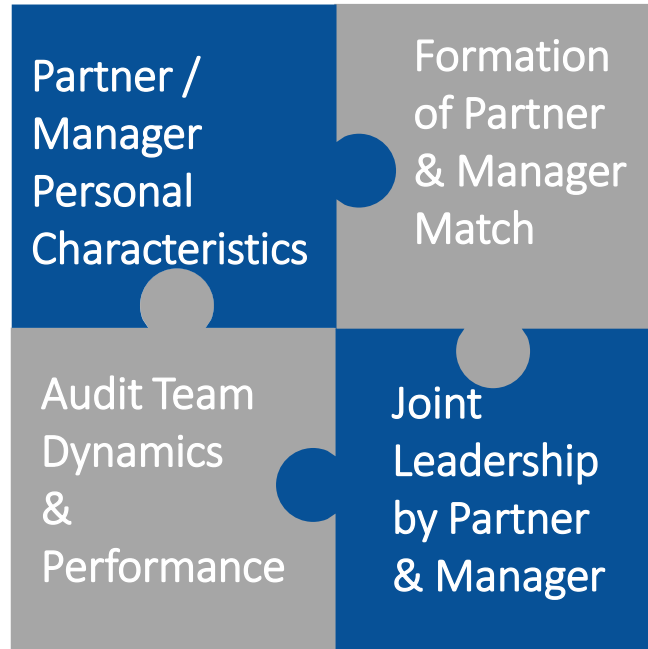 Partner /
Manager
Personal
Characteristics
Formation
of Partner
& Manager
Match
Audit Team
Dynamics
&
Performance
Joint
Leadership
by Partner
& Manager